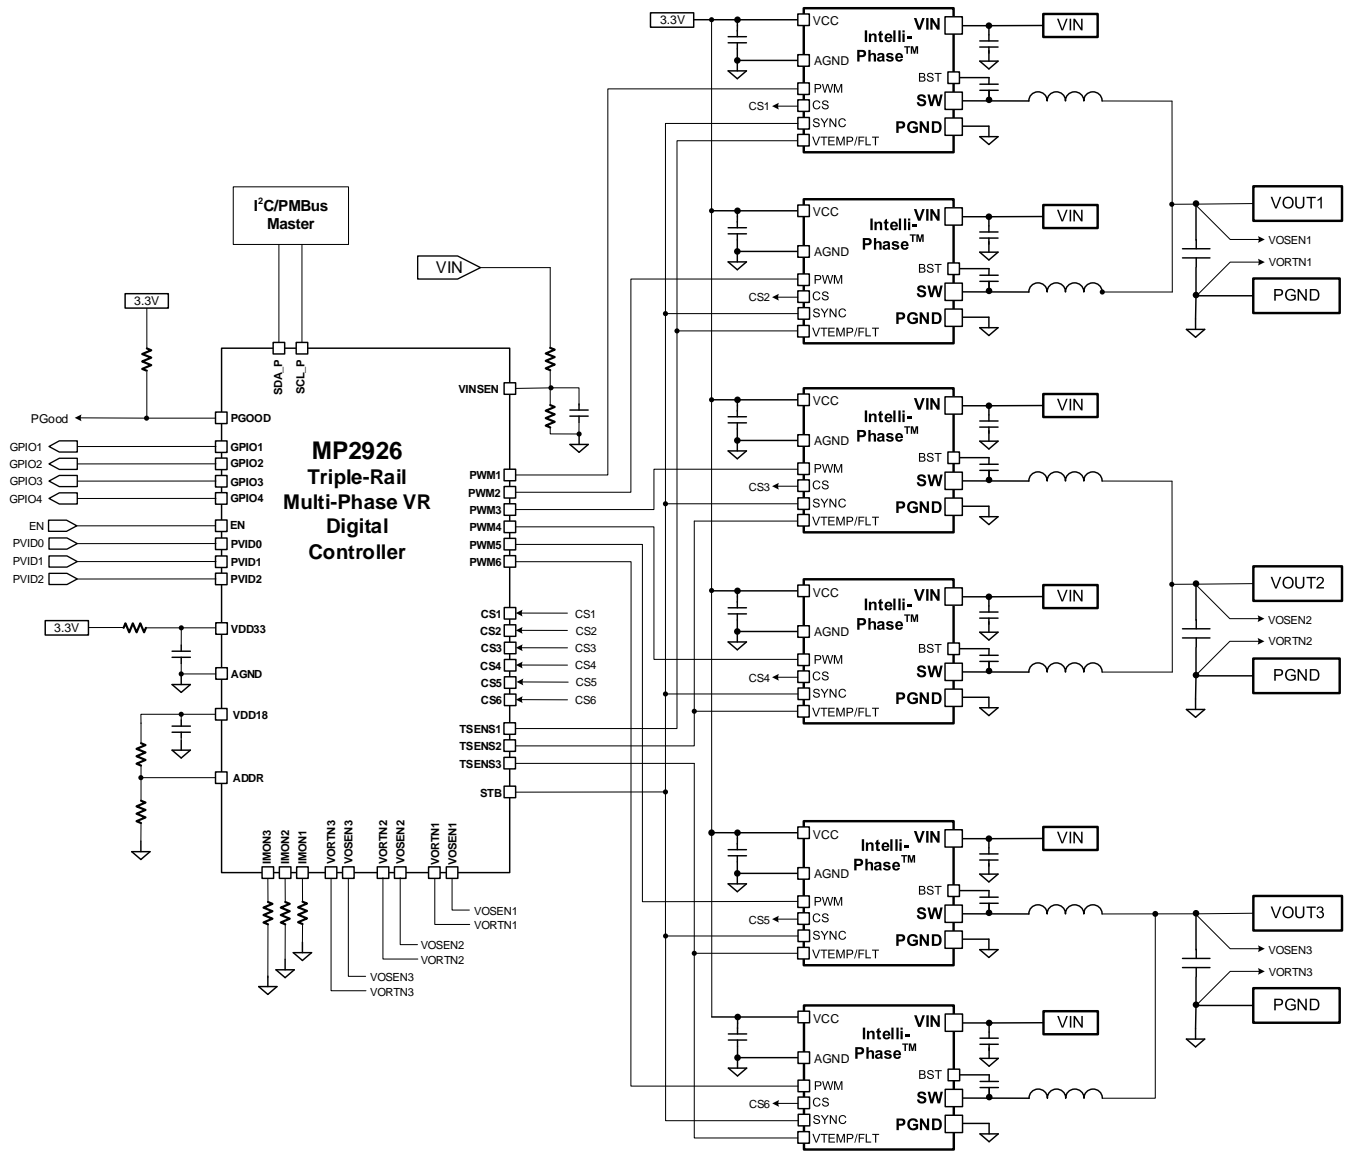 3.3V
VCC
VIN
VIN
Intelli-
Phase™
AGND
BST
PWM
CS1
CS
SW
SYNC
PGND
VTEMP/FLT
VCC
VIN
VIN
Intelli-
Phase™
AGND
BST
PWM
CS2
CS
SW
SYNC
PGND
VTEMP/FLT
VOUT1
VOSEN1
VORTN1
PGND
I²C/PMBus
Master
VIN
3.3V
SDA_P
SCL_P
VINSEN
PGood
PGOOD
GPIO1
GPIO1
GPIO2
GPIO2
GPIO3
GPIO3
GPIO4
GPIO4
EN
EN
PVID0
PVID0
PVID1
PVID1
PVID2
PVID2
3.3V
VDD33
AGND
VDD18
ADDR
MP2926
Triple-Rail
Multi-Phase VR
Digital
Controller
PWM1
PWM2
PWM3
PWM4
PWM5
PWM6
CS1
CS1
CS2
CS2
CS3
CS3
CS4
CS4
CS5
CS5
CS6
CS6
TSENS1
TSENS2
TSENS3
STB
IMON3
IMON2
IMON1
VORTN3
VOSEN3
VORTN2
VOSEN2
VORTN1
VOSEN1
VOSEN1
VORTN1
VOSEN2
VORTN2
VOSEN3
VORTN3
VCC
VIN
VIN
Intelli-
Phase™
AGND
BST
PWM
CS3
CS
SW
SYNC
PGND
VTEMP/FLT
VCC
VIN
VIN
Intelli-
Phase™
AGND
BST
PWM
CS4
CS
SW
SYNC
PGND
VTEMP/FLT
VOUT2
VOSEN2
VORTN2
PGND
VCC
VIN
VIN
Intelli-
Phase™
AGND
BST
PWM
CS5
CS
SW
SYNC
PGND
VTEMP/FLT
VOUT3
VOSEN3
VORTN3
PGND
VCC
VIN
VIN
Intelli-
Phase™
AGND
BST
PWM
CS6
CS
SW
SYNC
PGND
VTEMP/FLT